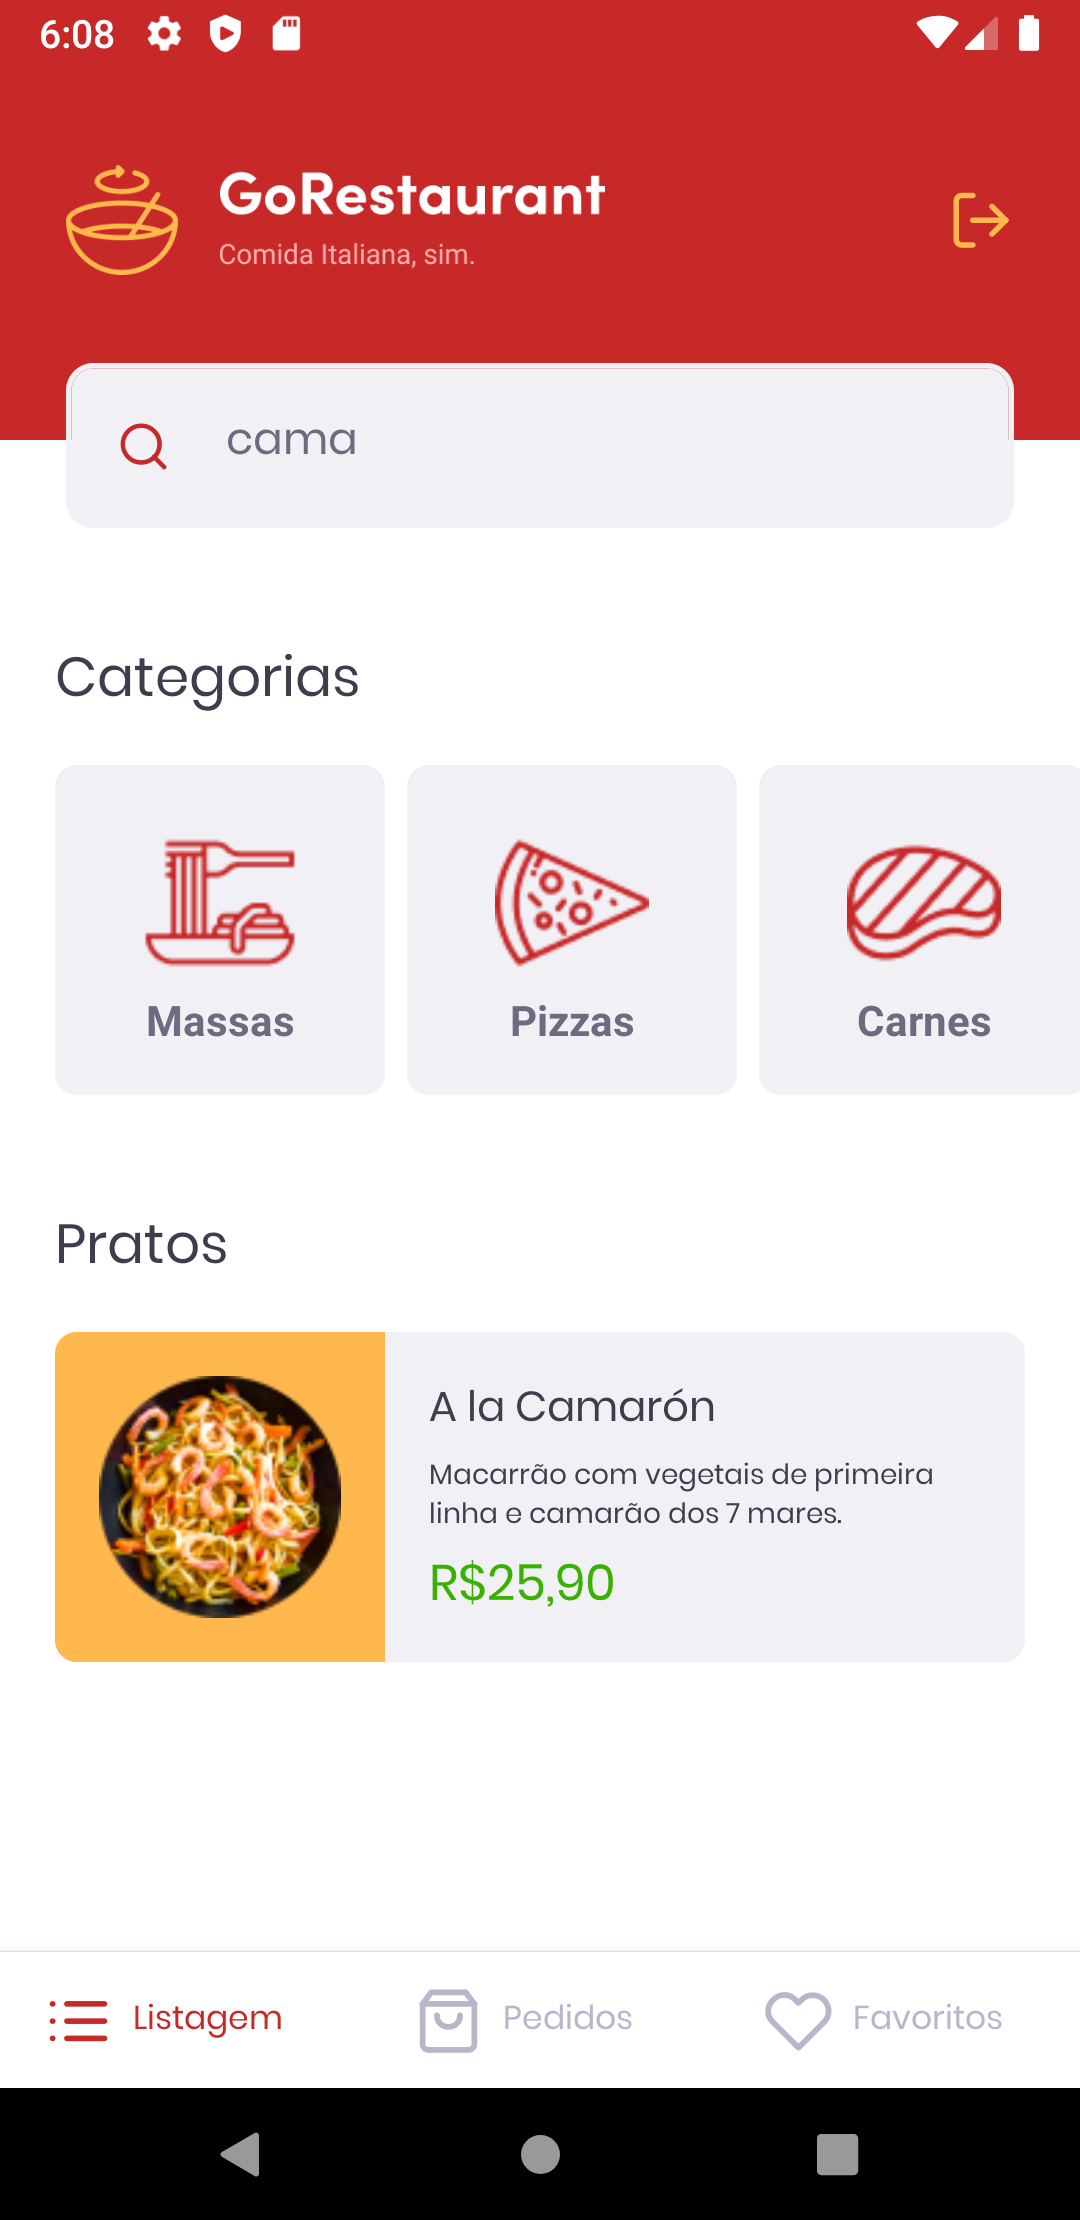 6:08
GoRestaurant
Comida Italiana, sim.
cama
Categorias
Massas
Pizzas
Carnes
Pratos
A la Camarón
Macarrão com vegetais de primeira
linha e camarão dos 7 mares.
R$25,90
Listagem
Pedidos
Favoritos